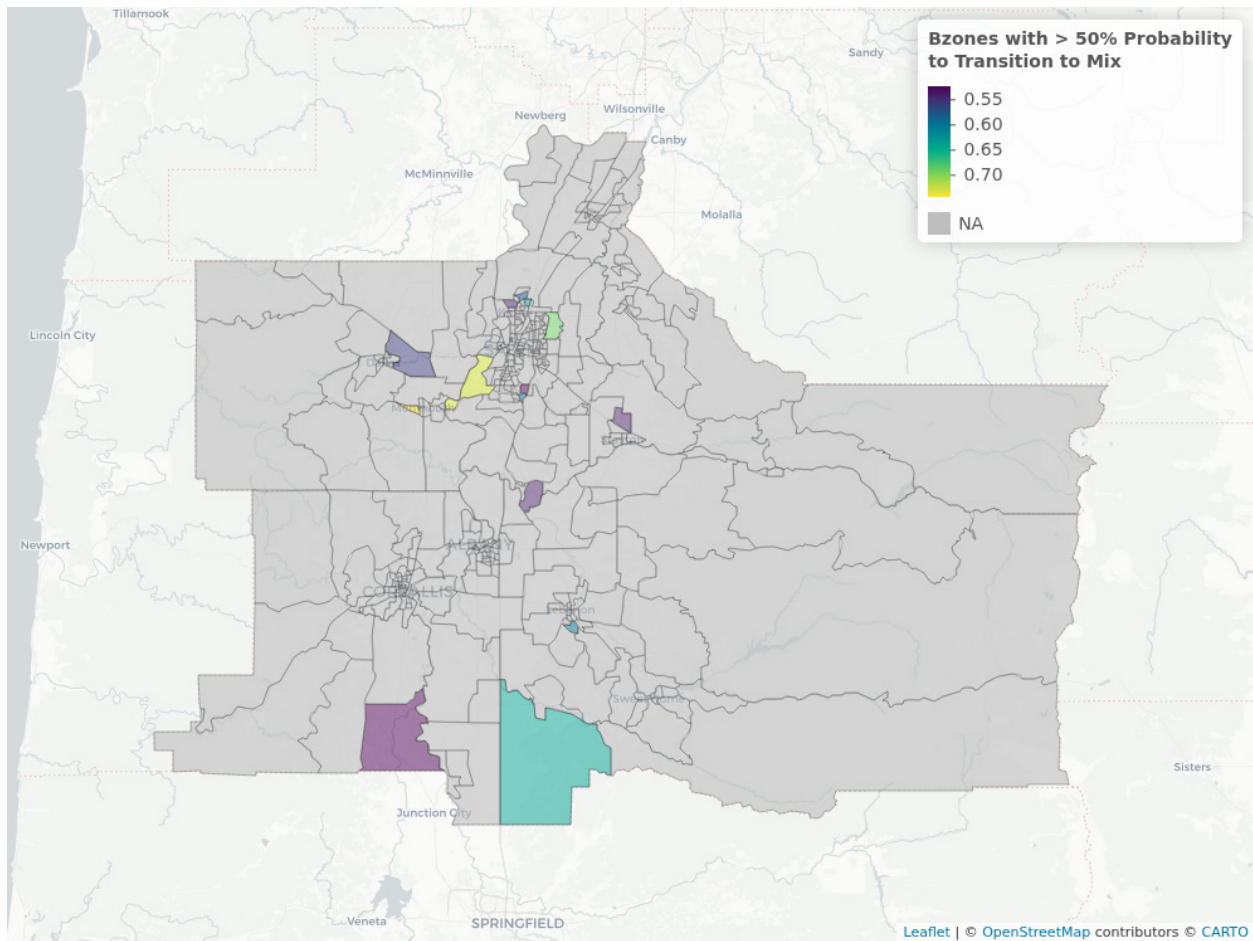 Tillamook
Sandy
Bzones with > 50% Probability
to Transition to Mix
0.55
0.60
0.65
0.70
NA
Newberg
Wilsonville
Canby
McMinnville
Molalla
Lincoln City
Monmouth
Newport
ALBANY
CORVALLIS
Lebanon
Sweet Home
Sisters
Junction City
Veneta
SPRINGFIELD
Leaflet | © OpenStreetMap contributors © CARTO